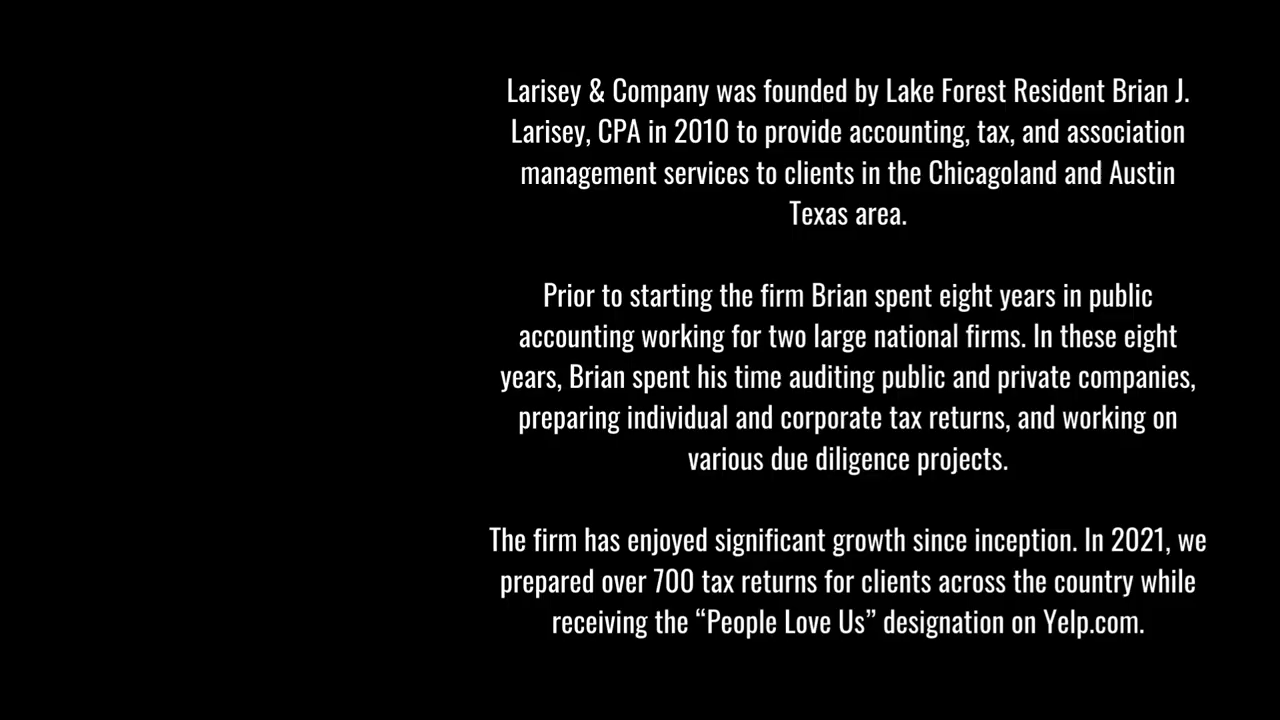 Larisey & Company was founded by Lake Forest Resident Brian J.
Larisey, CPA in 2010 to provide accounting, tax, and association
management services to clients in the Chicagoland and Austin
Texas area.
Prior to starting the firm Brian spent eight years in public
accounting working for two large national firms. In these eight
years, Brian spent his time auditing public and private companies,
preparing individual and corporate tax returns, and working on
various due diligence projects.
The firm has enjoyed significant growth since inception. In 2021, we
prepared over 700 tax returns for clients across the country while
receiving the “People Love Us” designation on Yelp.com.